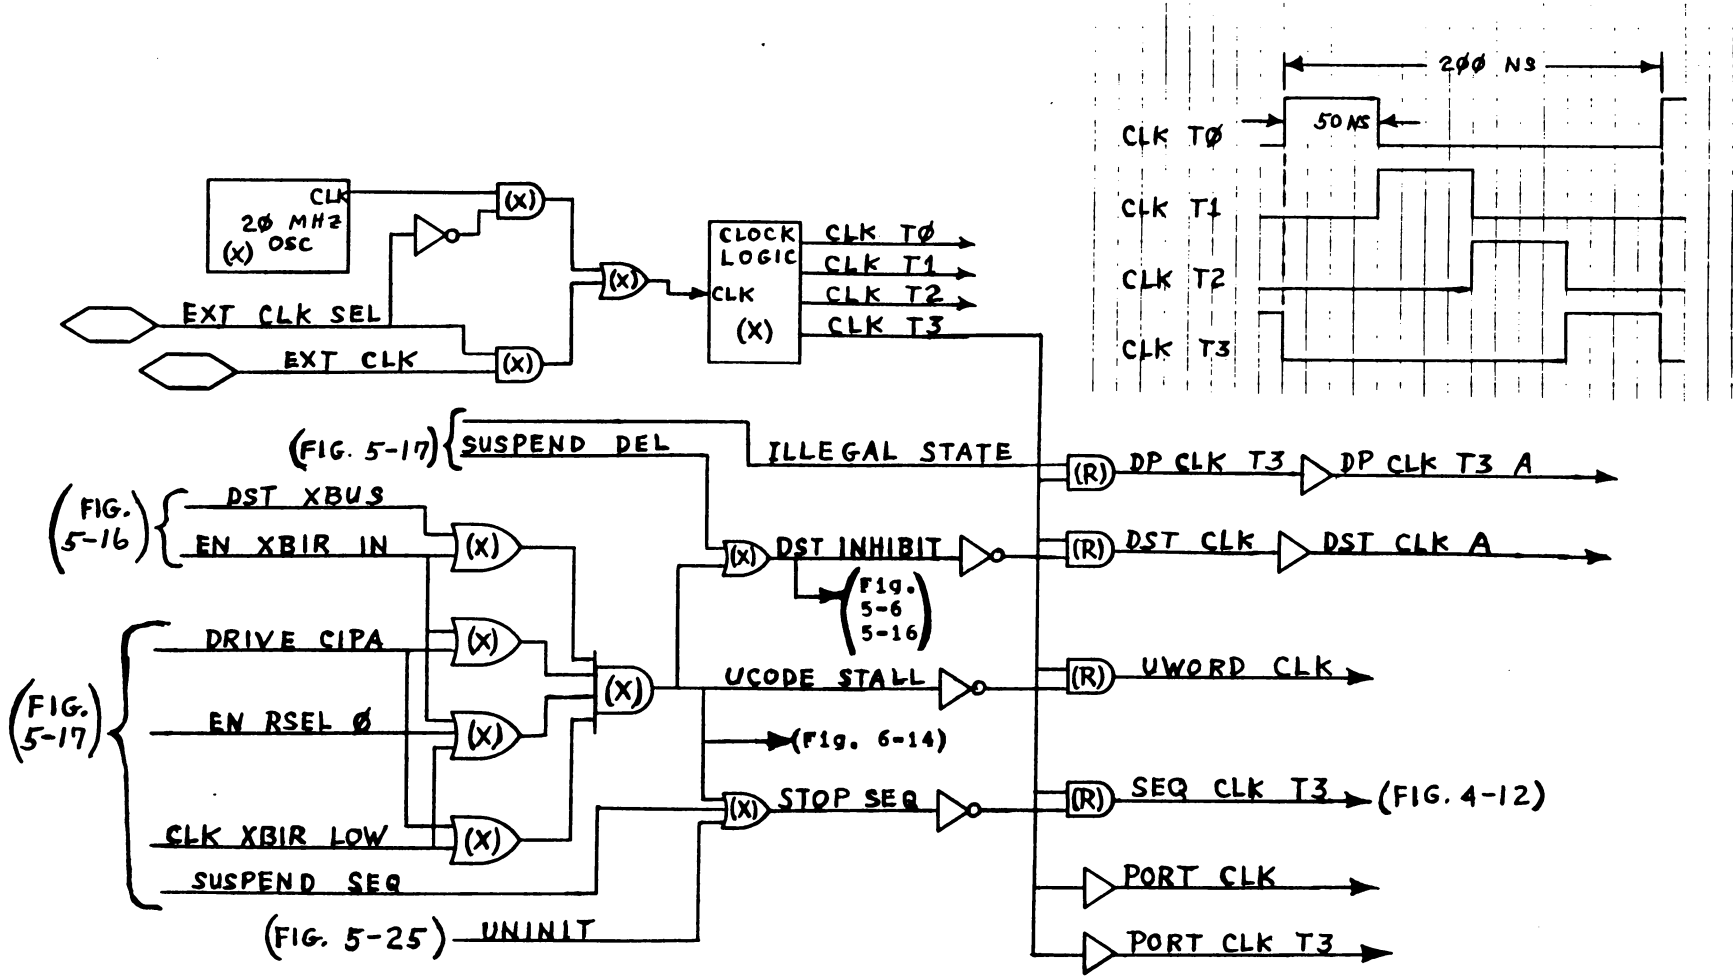 2ØØ NS
50 NS
CLK TØ
CLK T1
CLK T2
CLK T3
CLK
2Ø MHZ
OSC
(X)
(X)
(X)
(X)
EXT CLK SEL
EXT CLK
CLOCK
LOGIC
CLK
(X)
CLK TØ
CLK T1
CLK T2
CLK T3
(FIG. 5-17)
SUSPEND DEL
ILLEGAL STATE
(R)
DP CLK T3
DP CLK T3 A
(FIG.
5-16)
DST XBUS
EN XBIR IN
(X)
(X)
DST INHIBIT
(Fig.
5-6
5-16)
(R)
DST CLK
DST CLK A
(FIG.
5-17)
DRIVE CIPA
(X)
EN RSEL Ø
(X)
(X)
UCODE STALL
(R)
UWORD CLK
(Fig. 6-14)
CLK XBIR LOW
(X)
SUSPEND SEQ
(X)
STOP SEQ
(R)
SEQ CLK T3
(FIG. 4-12)
(FIG. 5-25)
UNINIT
PORT CLK
PORT CLK T3